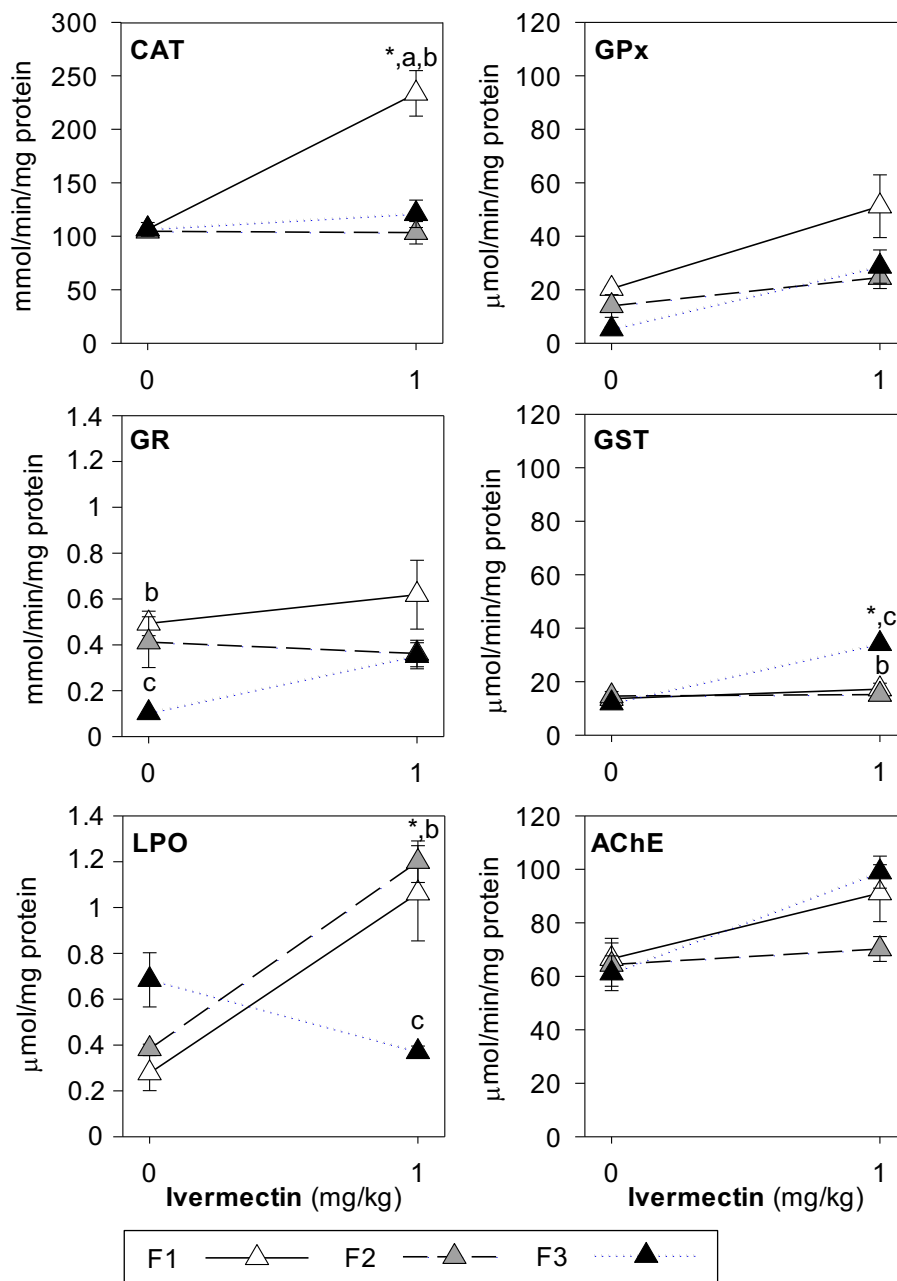 CAT
*,a,b
mmol/min/mg protein
300
250
200
150
100
50
0
0 1
GPx
μmol/min/mg protein
120
100
80
60
40
20
0
0 1
GR
b
c
mmol/min/mg protein
1.4
1.2
1
0.8
0.6
0.4
0.2
0
0 1
GST
*,c
b
μmol/min/mg protein
120
100
80
60
40
20
0
0 1
LPO
*,b
c
μmol/mg protein
1.4
1.2
1
0.8
0.6
0.4
0.2
0
0 1
Ivermectin (mg/kg)
AChE
μmol/min/mg protein
120
100
80
60
40
20
0
0 1
Ivermectin (mg/kg)
F1 F2 F3